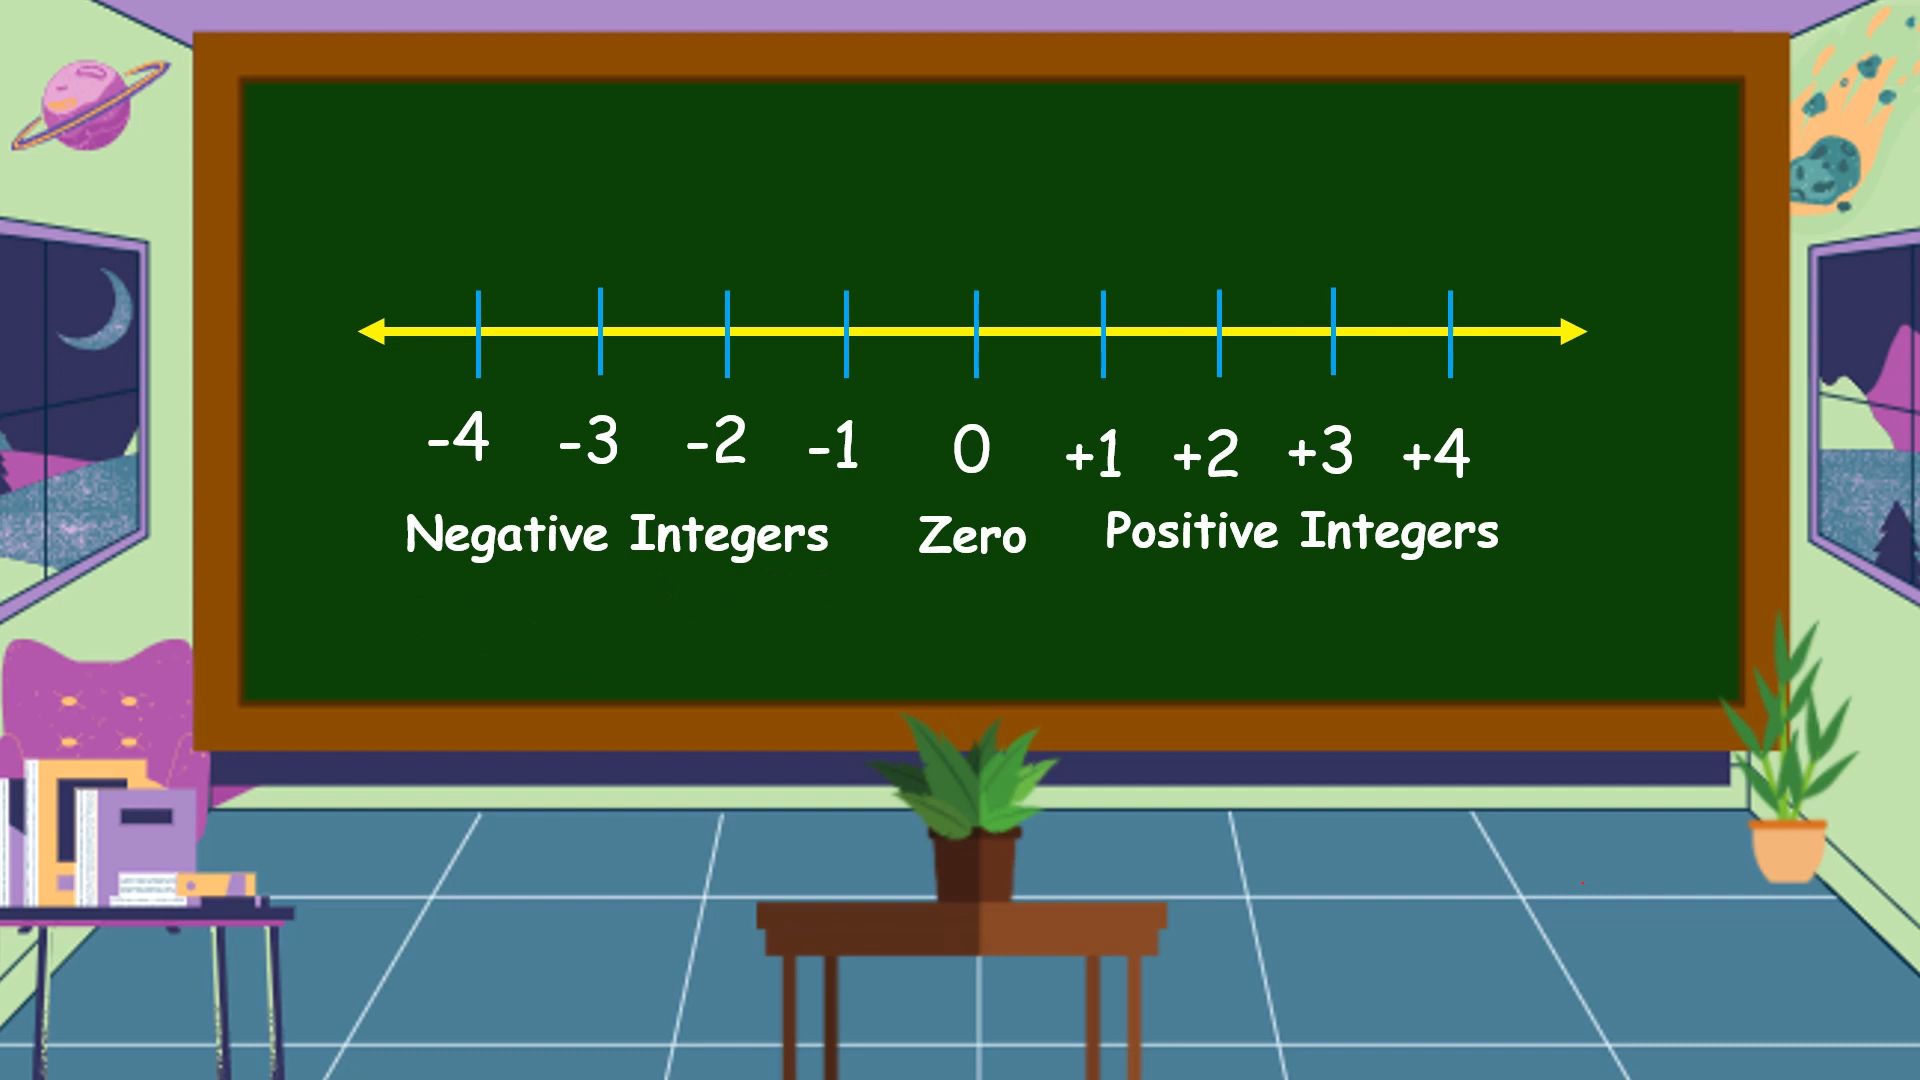 -4 -3 -2 -1 0 +1 +2 +3 +4
Negative Integers Zero Positive Integers